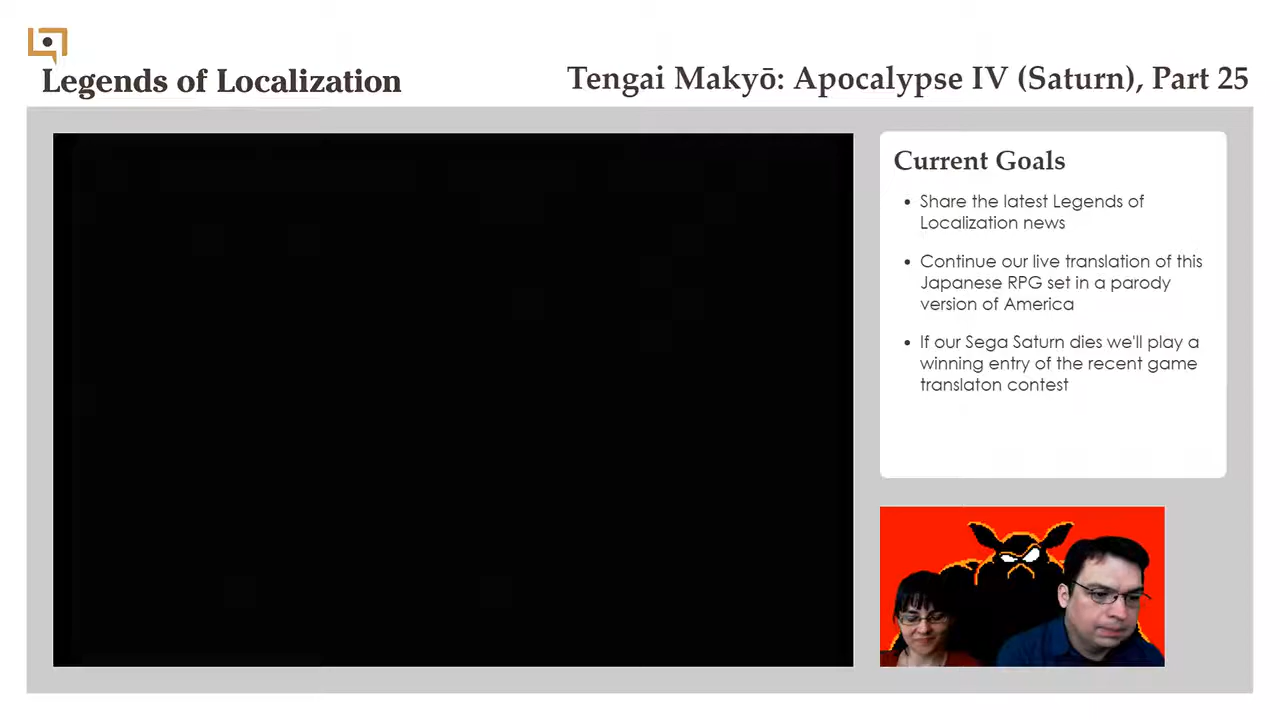 Legends of Localization
Tengai Makyō: Apocalypse IV (Saturn), Part 25
Current Goals
• Share the latest Legends of
Localization news
• Continue our live translation of this
Japanese RPG set in a parody
version of America
• If our Sega Saturn dies we'll play a
winning entry of the recent game
translaton contest